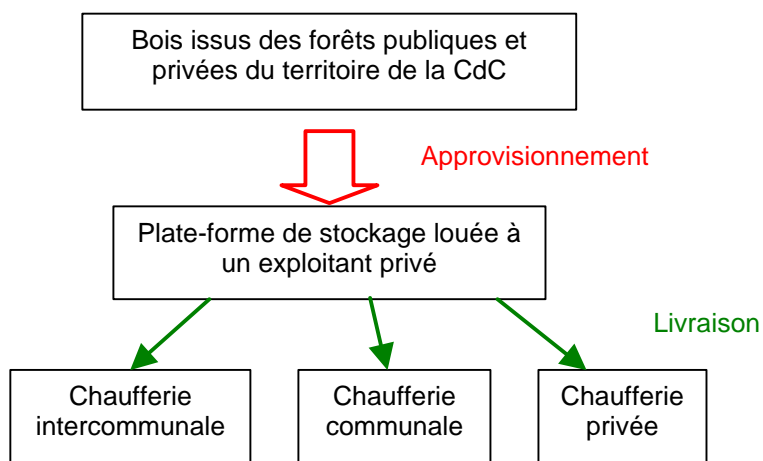 Bois issus des forêts publiques et
privées du territoire de la CdC
Approvisionnement
Plate-forme de stockage louée à
un exploitant privé
Livraison
Chaufferie
intercommunale
Chaufferie
communale
Chaufferie
privée